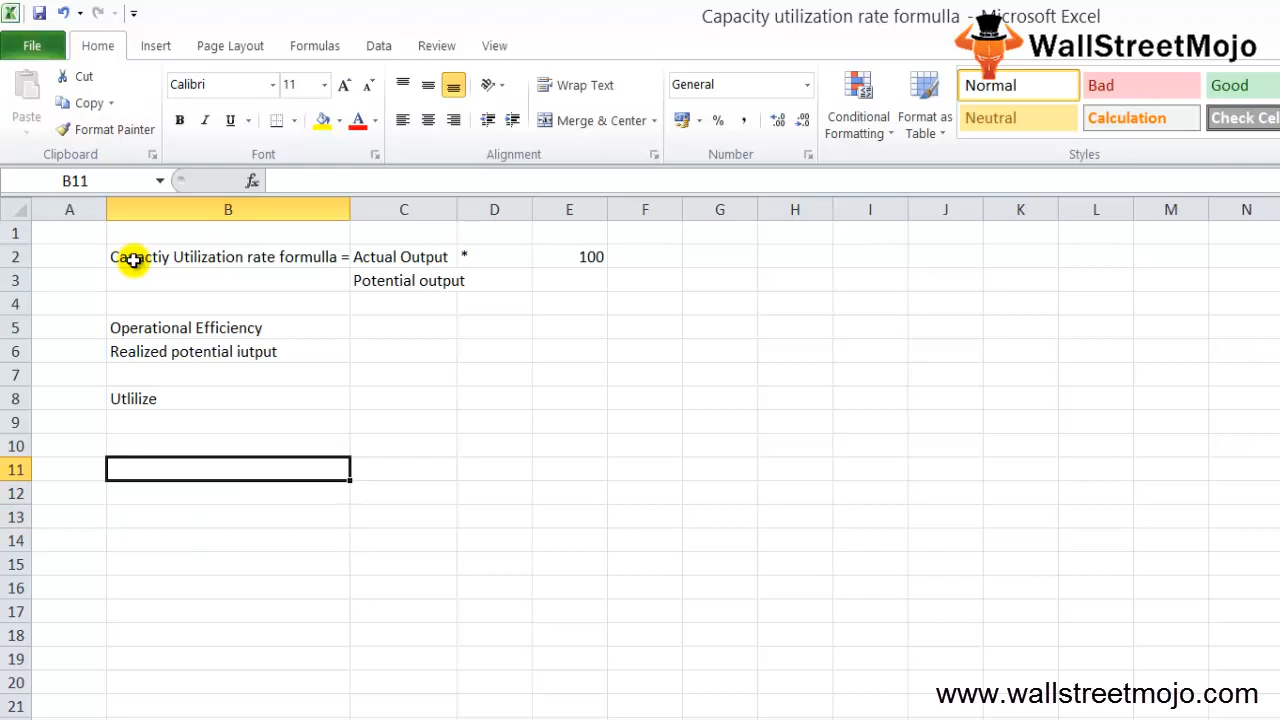 Capacity utilization rate formulla - Microsoft Excel
WallStreetMojo
File Home Insert Page Layout Formulas Data Review View
Paste
Cut
Copy
Format Painter
Clipboard
Calibri 11
B I U A
Font
Wrap Text
Merge & Center
Alignment
General
% ,
Number
Conditional Formatting
Format as Table
Normal Bad Good
Neutral Calculation Check Cel
Styles
B11 fx
A B C D E F G H I J K L M N
1
2 Capactiy Utilization rate formulla = Actual Output * 100
3 Potential output
4
5 Operational Efficiency
6 Realized potential iutput
7
8 Utlilize
9
10
11
12
13
14
15
16
17
18
19
20
21
www.wallstreetmojo.com